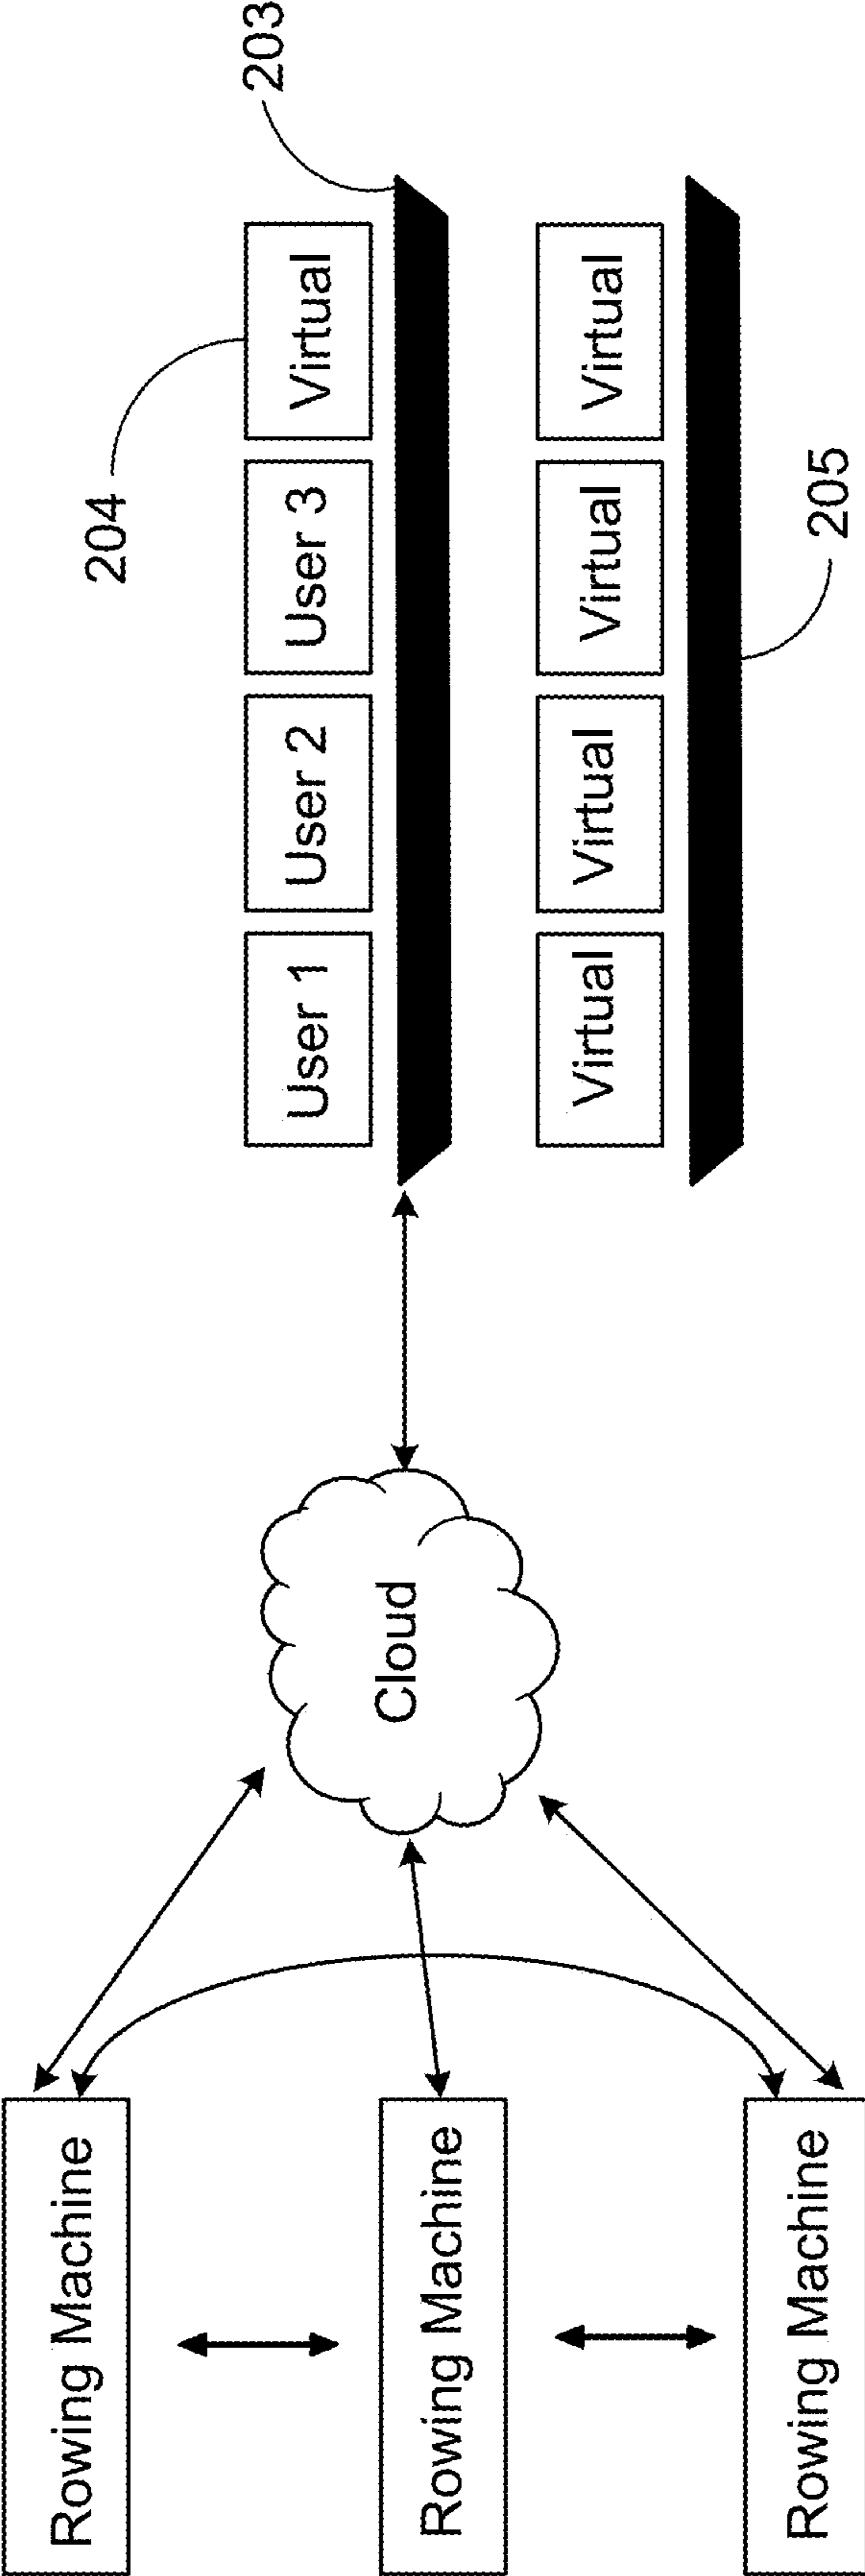 Rowing Machine
Rowing Machine
Rowing Machine
Cloud
User 1
User 2
User 3
Virtual
204
203
Virtual
Virtual
Virtual
Virtual
205